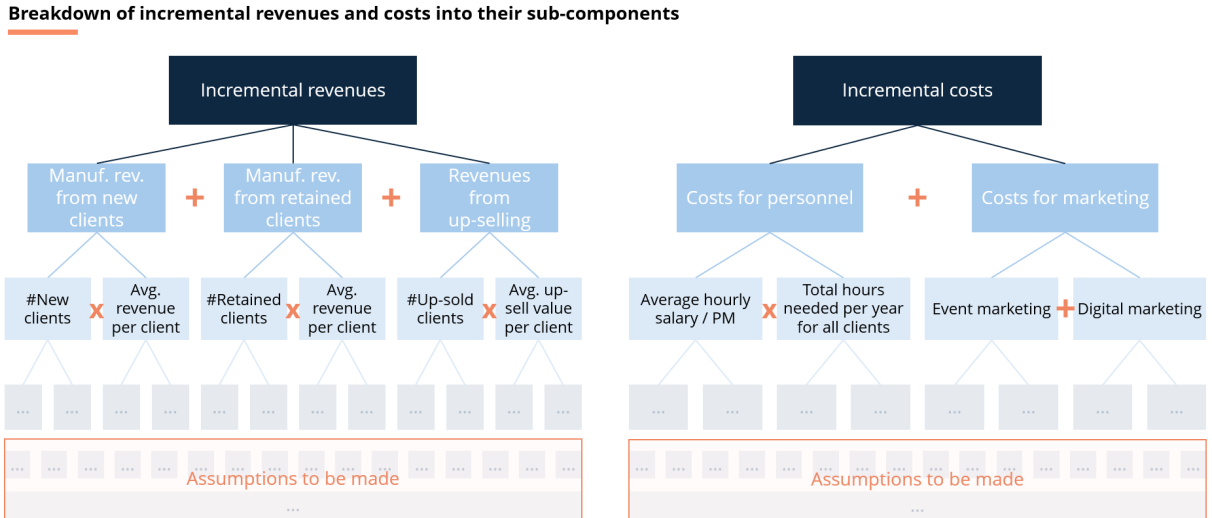 Breakdown of incremental revenues and costs into their sub-components
Incremental revenues
Incremental costs
Manuf. rev.
from new
clients
+
Manuf. rev.
from retained
clients
+
Revenues
from
up-selling
Costs for personnel
+
Costs for marketing
#New
clients
x
Avg.
revenue
per client
#Retained
clients
x
Avg.
revenue
per client
#Up-sold
clients
x
Avg. up-
sell value
per client
Average hourly
salary / PM
x
Total hours
needed per year
for all clients
Event marketing
+
Digital marketing
... ... ... ... ... ... ... ... ... ... ... ...
... ... ... ... ... ... ... ...
... ... ... ... ... ... ... ... ... ... ... ... ... ... ... ...
Assumptions to be made
...
... ... ... ... ... ... ... ... ... ... ... ... ... ... ... ...
Assumptions to be made
...